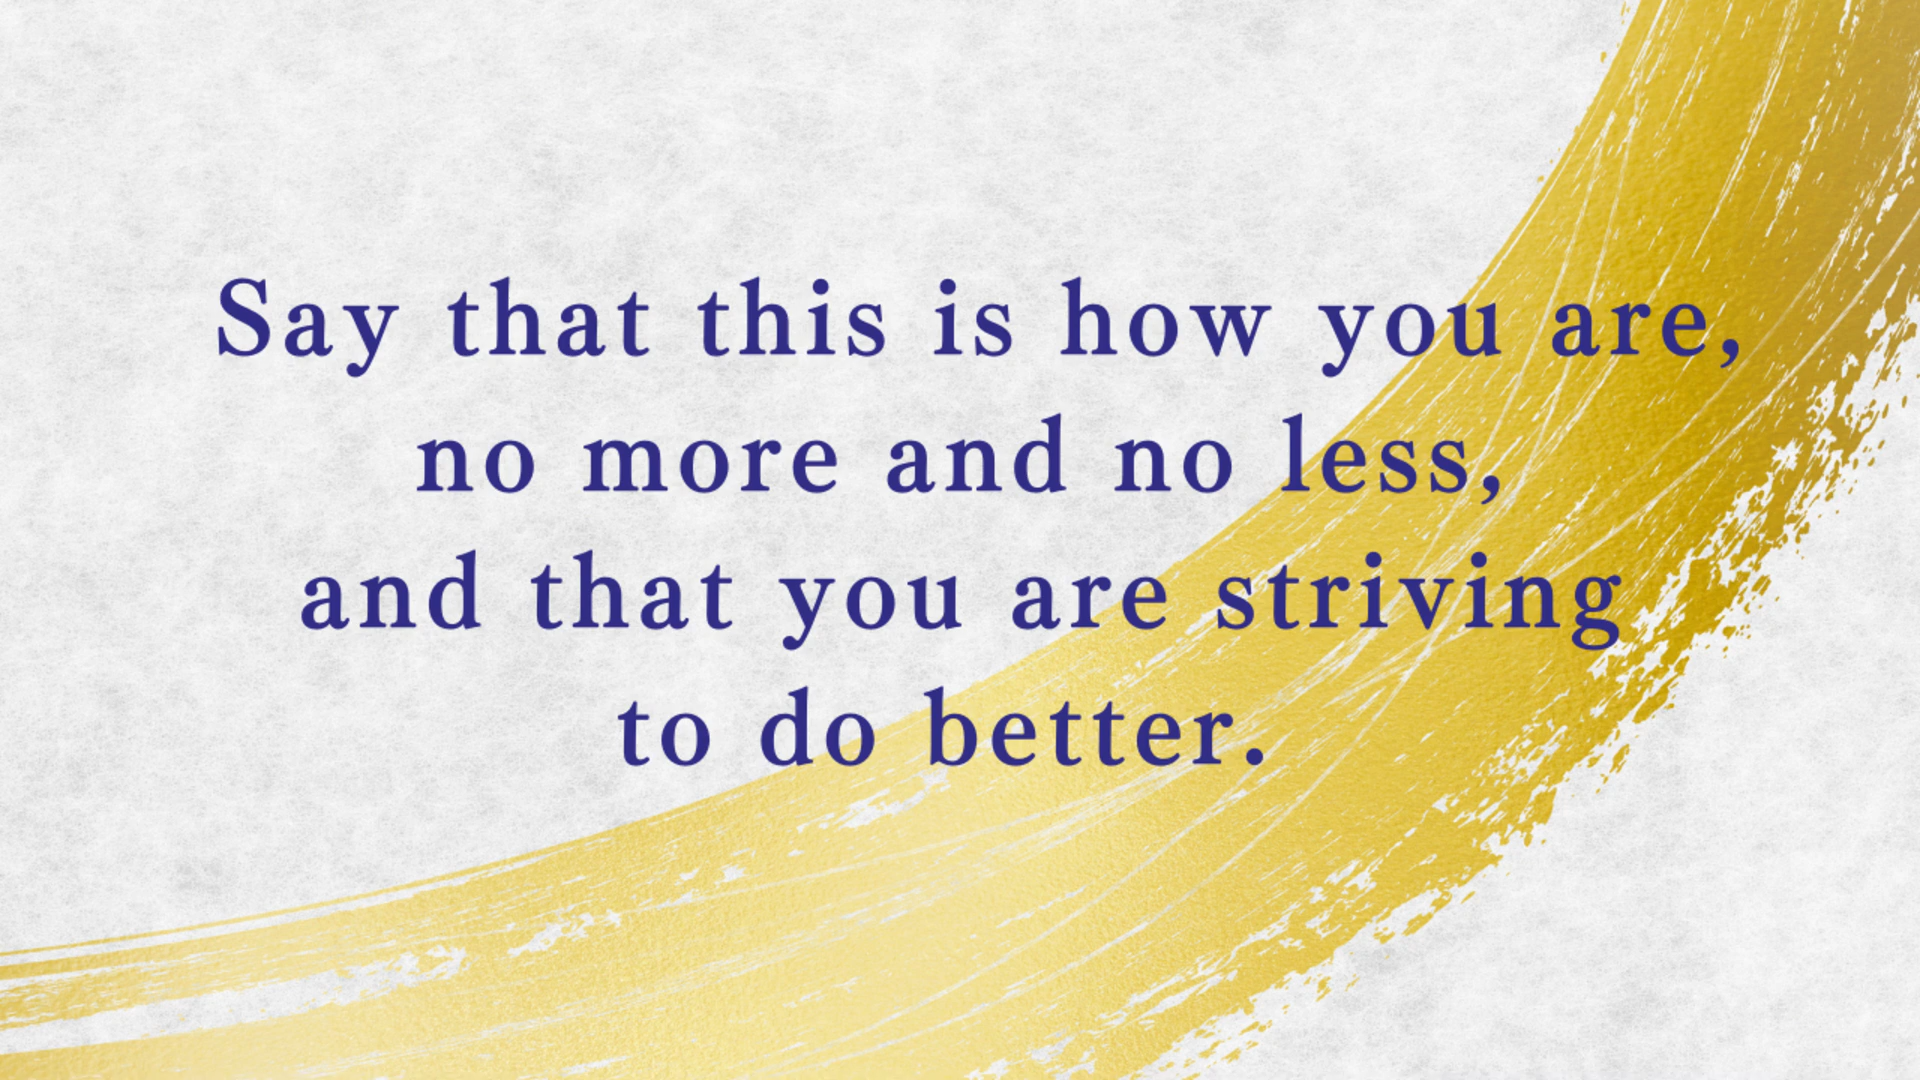 Say that this is how you are,
no more and no less,
and that you are striving
to do better.